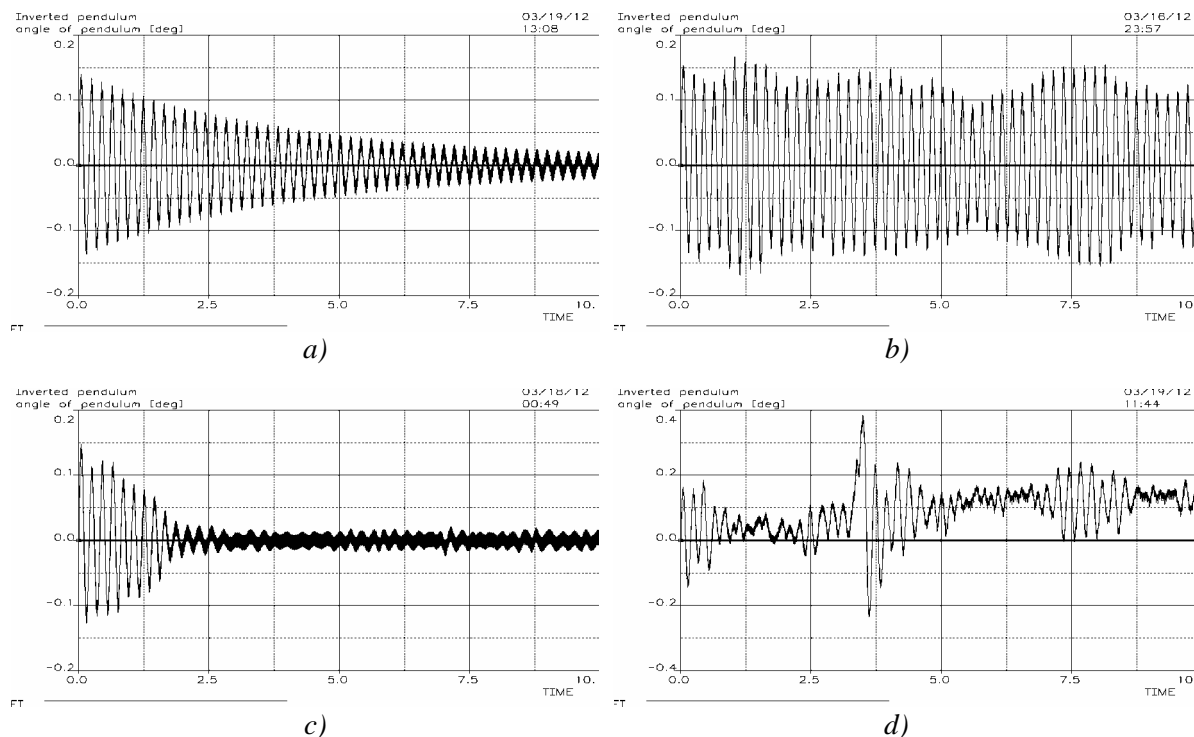 Inverted pendulum 03/19/12
angle of pendulum [deg] 13:08
0.2
0.1
0.0
-0.1
-0.2
0.0 2.5 5.0 7.5 10.
TIME
a)
Inverted pendulum 03/16/12
angle of pendulum [deg] 23:57
0.2
0.1
0.0
-0.1
-0.2
0.0 2.5 5.0 7.5 10.
TIME
b)
Inverted pendulum 03/18/12
angle of pendulum [deg] 00:49
0.2
0.1
0.0
-0.1
-0.2
0.0 2.5 5.0 7.5 10.
TIME
c)
Inverted pendulum 03/19/12
angle of pendulum [deg] 11:44
0.4
0.2
0.0
-0.2
-0.4
0.0 2.5 5.0 7.5 10.
TIME
d)